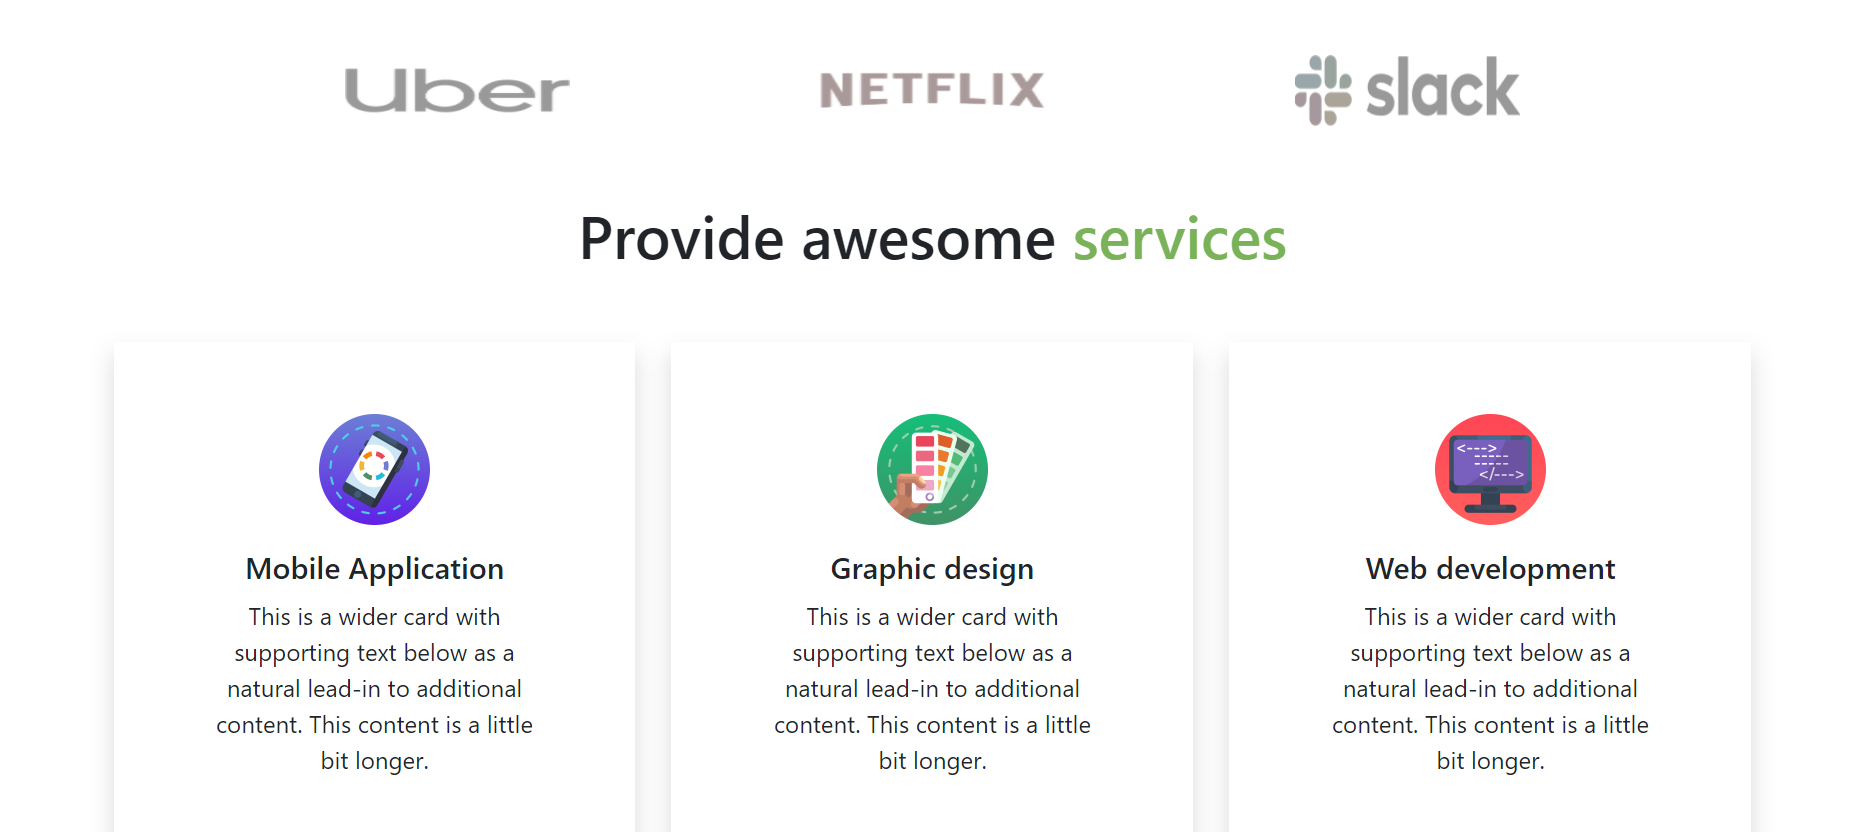 Uber NETFLIX slack
Provide awesome services
<--->
</--->
Mobile Application
This is a wider card with
supporting text below as a
natural lead-in to additional
content. This content is a little
bit longer.
Graphic design
This is a wider card with
supporting text below as a
natural lead-in to additional
content. This content is a little
bit longer.
Web development
This is a wider card with
supporting text below as a
natural lead-in to additional
content. This content is a little
bit longer.